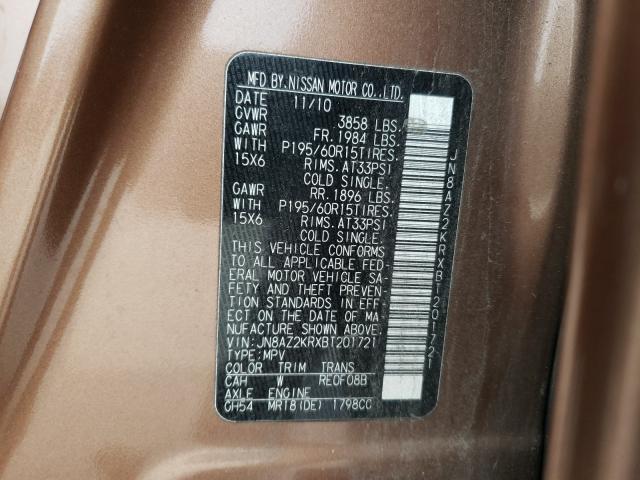 MFD BY.NISSAN MOTOR CO.,LTD.
DATE 11/10
GVWR 3858 LBS.
GAWR FR. 1984 LBS.
WITH P195/60R15TIRES.
15X6 RIMS. AT33PSI
COLD SINGLE.
GAWR RR. 1896 LBS.
WITH P195/60R15TIRES.
15X6 RIMS. AT33PSI
COLD SINGLE.
THIS VEHICLE CONFORMS
TO ALL APPLICABLE FED-
ERAL MOTOR VEHICLE SA-
FETY AND THEFT PREVEN-
TION STANDARDS IN EFF-
ECT ON THE DATE OF MA-
NUFACTURE SHOWN ABOVE.
VIN: JN8AZ2KRXBT201721
TYPE: MPV
COLOR TRIM TRANS
CAH W RE0F08B
AXLE ENGINE
GH54 MR18(DE) 1798CC
JN8AZ2KRXBT201721